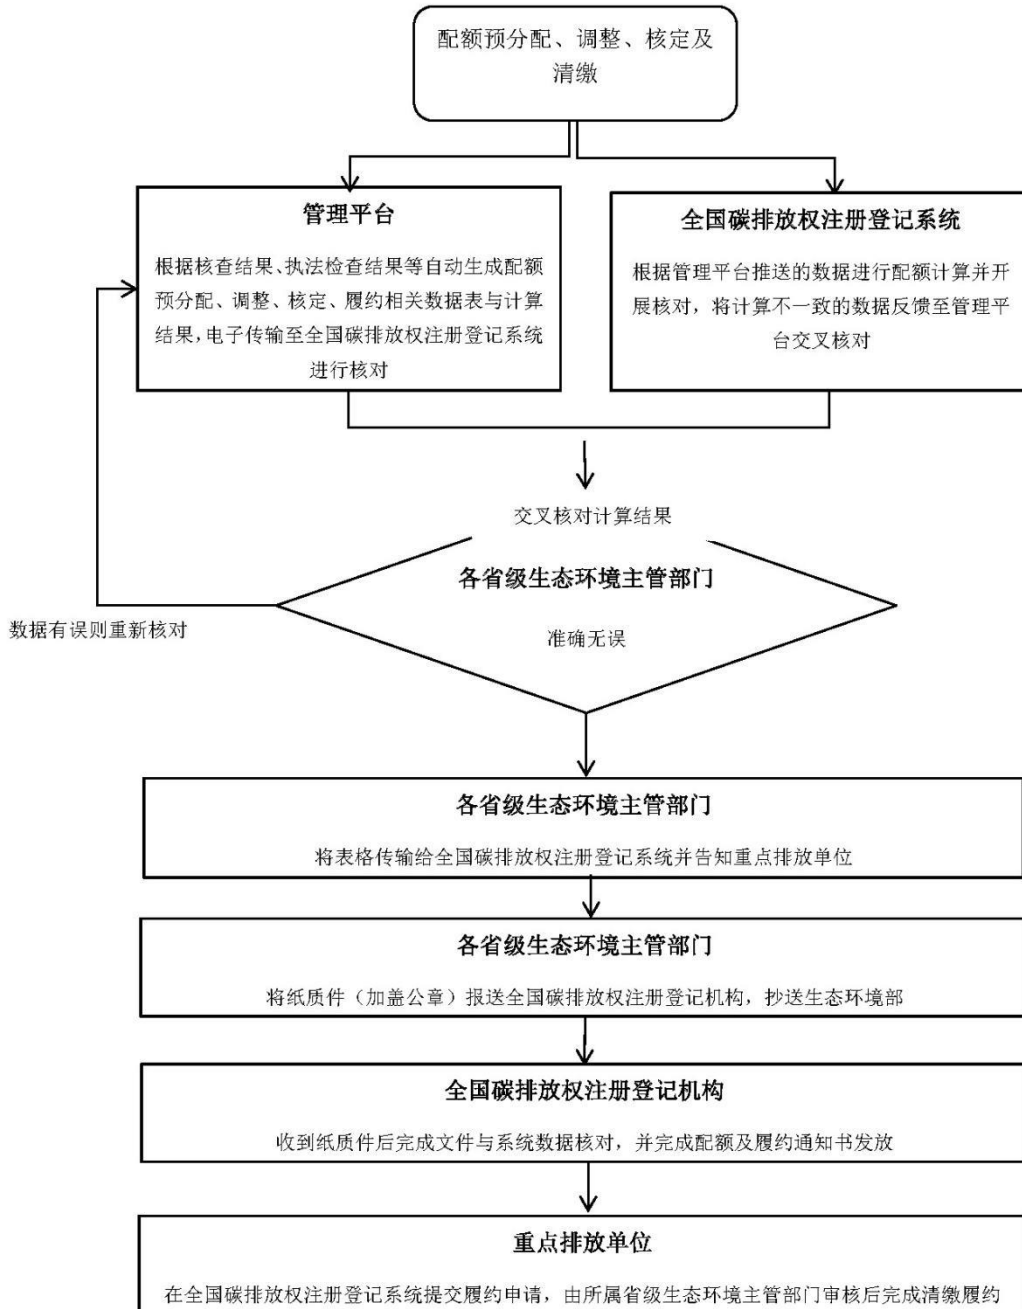 配额预分配、调整、核定及
清缴
管理平台
根据核查结果、执法检查结果等自动生成配额
预分配、调整、核定、履约相关数据表与计算
结果，电子传输至全国碳排放权注册登记系统
进行核对
全国碳排放权注册登记系统
根据管理平台推送的数据进行配额计算并开
展核对，将计算不一致的数据反馈至管理平
台交叉核对
交叉核对计算结果
各省级生态环境主管部门
准确无误
数据有误则重新核对
各省级生态环境主管部门
将表格传输给全国碳排放权注册登记系统并告知重点排放单位
各省级生态环境主管部门
将纸质件（加盖公章）报送全国碳排放权注册登记机构，抄送生态环境部
全国碳排放权注册登记机构
收到纸质件后完成文件与系统数据核对，并完成配额及履约通知书发放
重点排放单位
在全国碳排放权注册登记系统提交履约申请，由所属省级生态环境主管部门审核后完成清缴履约